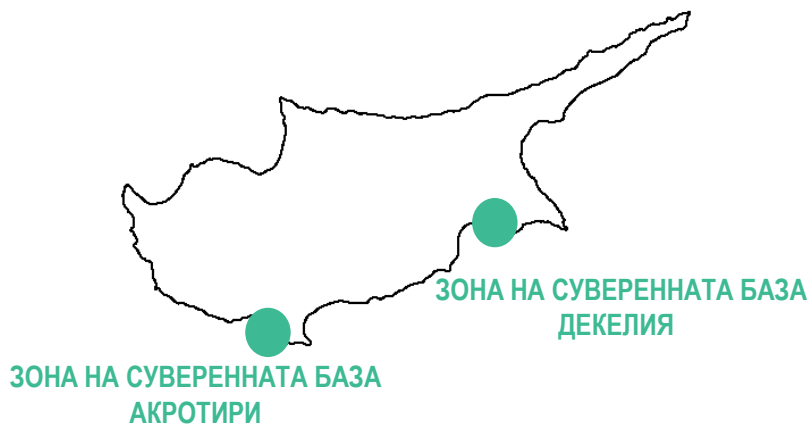 ЗОНА НА СУВЕРЕННАТА БАЗА
ДЕКЕЛИЯ
ЗОНА НА СУВЕРЕННАТА БАЗА
АКРОТИРИ